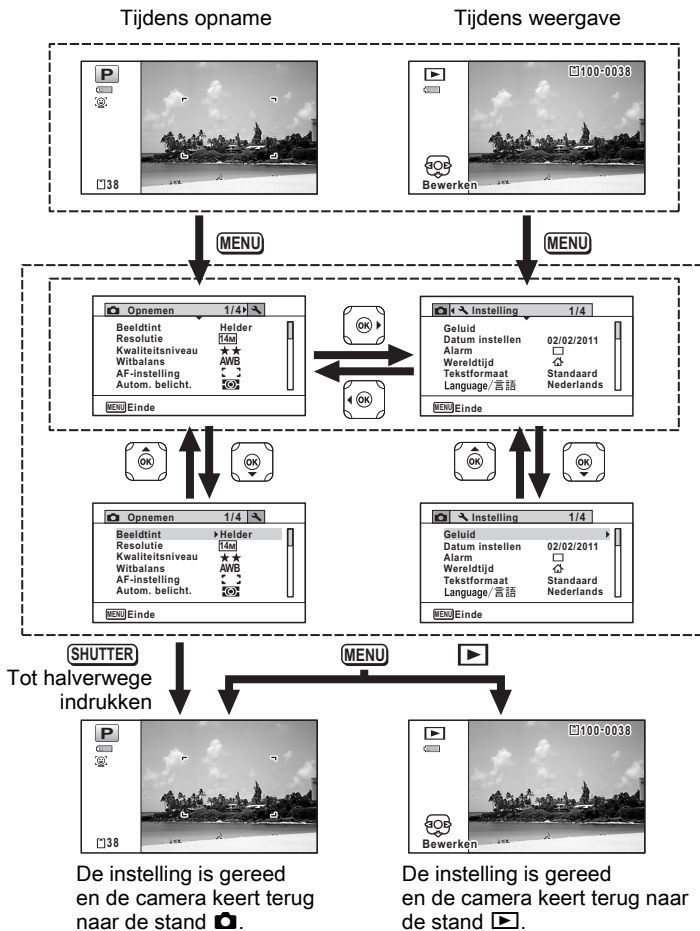 Tijdens opname
Tijdens weergave
P
38
100-0038
Bewerken
MENU
MENU
Opnemen 1/4
Beeldtint Helder
Resolutie 14M
Kwaliteitsniveau ★★
Witbalans AWB
AF-instelling
Autom. belicht.
MENU Einde
OK
OK
Instelling 1/4
Geluid
Datum instellen 02/02/2011
Alarm
Wereldtijd
Tekstformaat Standaard
Language/言語 Nederlands
MENU Einde
OK
OK
OK
OK
Opnemen 1/4
Beeldtint Helder
Resolutie 14M
Kwaliteitsniveau ★★
Witbalans AWB
AF-instelling
Autom. belicht.
MENU Einde
Instelling 1/4
Geluid
Datum instellen 02/02/2011
Alarm
Wereldtijd
Tekstformaat Standaard
Language/言語 Nederlands
MENU Einde
SHUTTER
Tot halverwege
indrukken
MENU
P
38
100-0038
Bewerken
De instelling is gereed
en de camera keert terug
naar de stand .
De instelling is gereed
en de camera keert terug naar
de stand .